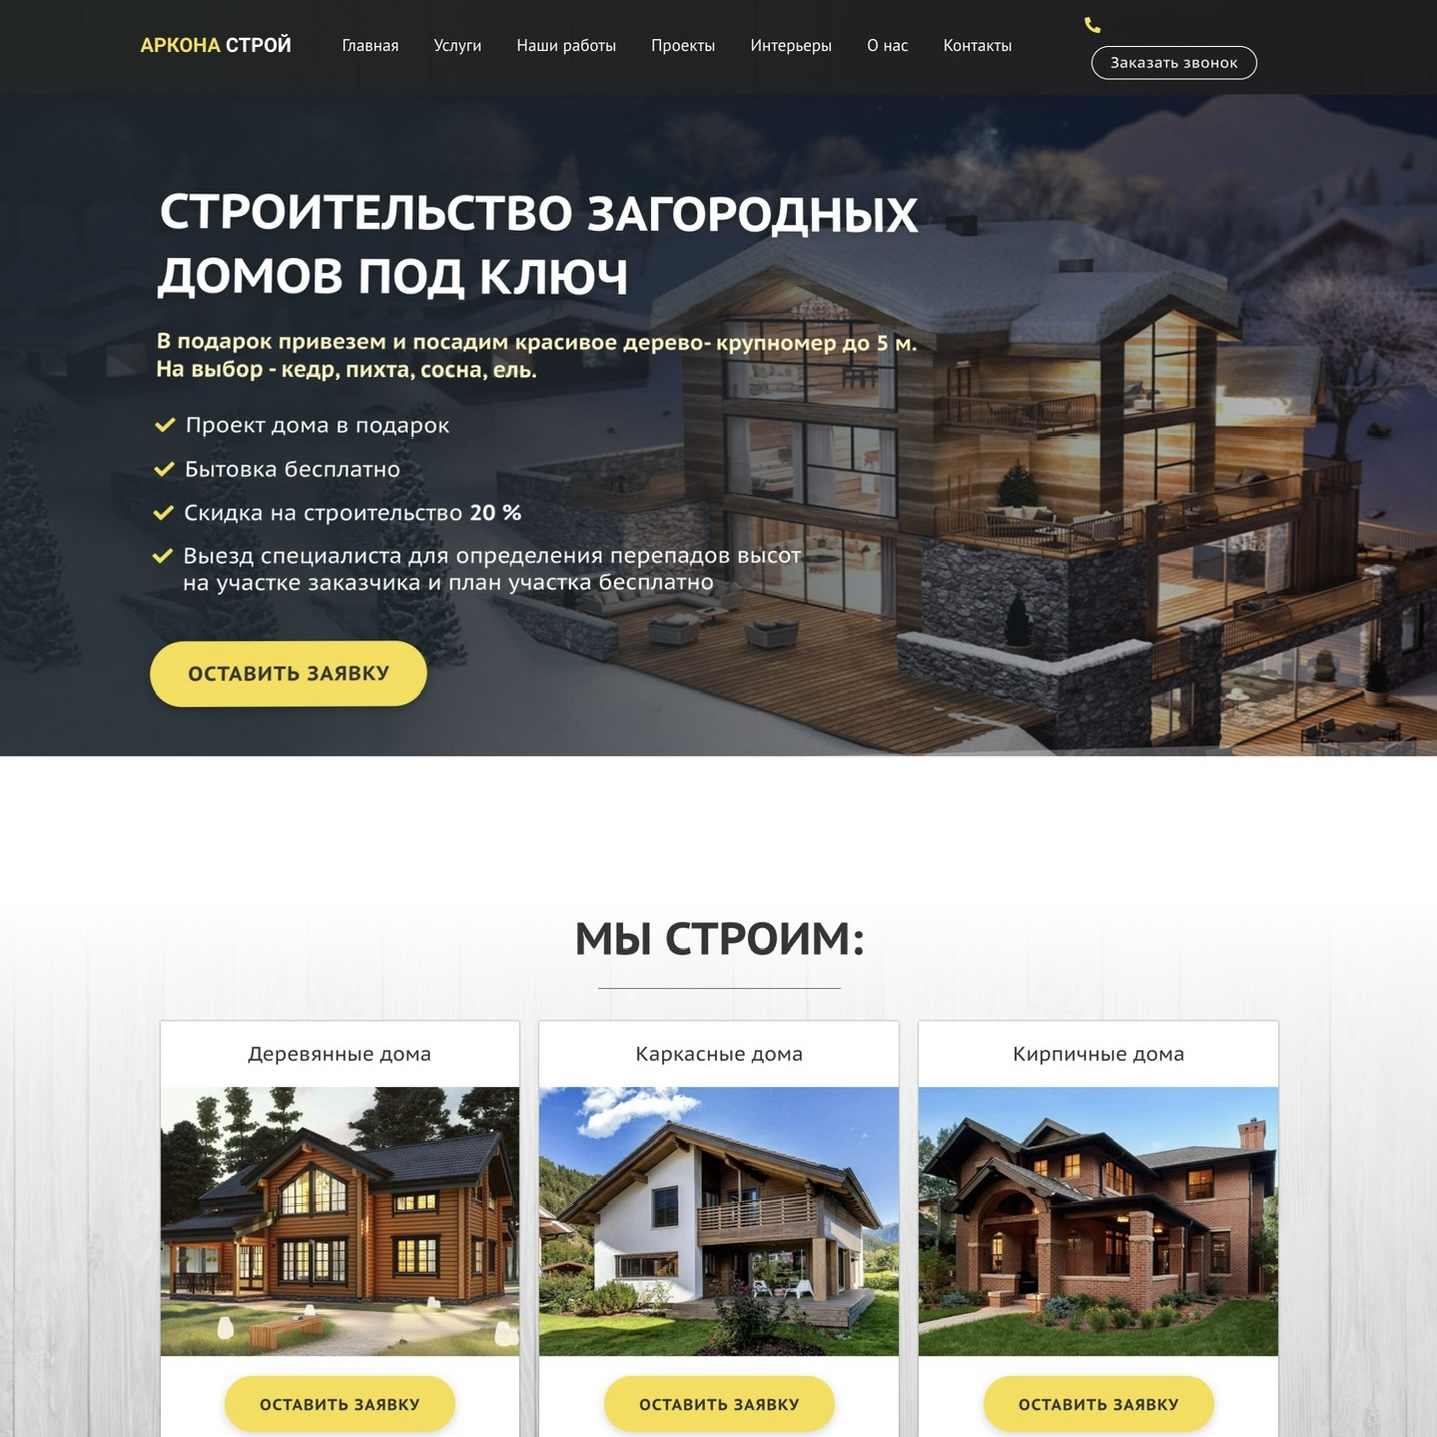 АРКОНА СТРОЙ
Главная Услуги Наши работы Проекты Интерьеры О нас Контакты
Заказать звонок
СТРОИТЕЛЬСТВО ЗАГОРОДНЫХ
ДОМОВ ПОД КЛЮЧ
В подарок привезем и посадим красивое дерево- крупномер до 5 м.
На выбор - кедр, пихта, сосна, ель.
Проект дома в подарок
Бытовка бесплатно
Скидка на строительство 20 %
Выезд специалиста для определения перепадов высот
на участке заказчика и план участка бесплатно
ОСТАВИТЬ ЗАЯВКУ
МЫ СТРОИМ:
Деревянные дома
Каркасные дома
Кирпичные дома
ОСТАВИТЬ ЗАЯВКУ
ОСТАВИТЬ ЗАЯВКУ
ОСТАВИТЬ ЗАЯВКУ